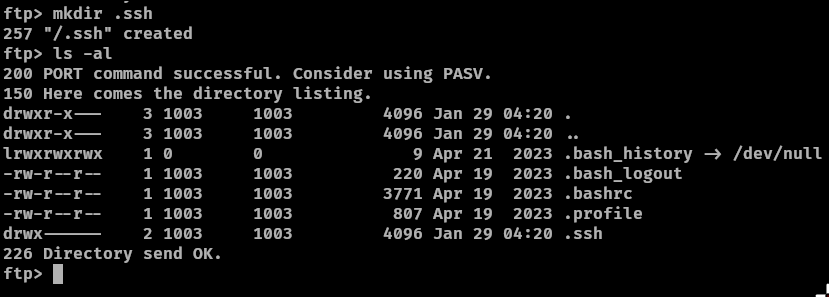 ftp> mkdir .ssh
257 "/.ssh" created
ftp> ls -al
200 PORT command successful. Consider using PASV.
150 Here comes the directory listing.
drwxr-x---    3 1003     1003         4096 Jan 29 04:20 .
drwxr-x---    3 1003     1003         4096 Jan 29 04:20 ..
lrwxrwxrwx    1 0        0               9 Apr 21  2023 .bash_history -> /dev/null
-rw-r--r--    1 1003     1003          220 Apr 19  2023 .bash_logout
-rw-r--r--    1 1003     1003         3771 Apr 19  2023 .bashrc
-rw-r--r--    1 1003     1003          807 Apr 19  2023 .profile
drwx------    2 1003     1003         4096 Jan 29 04:20 .ssh
226 Directory send OK.
ftp>